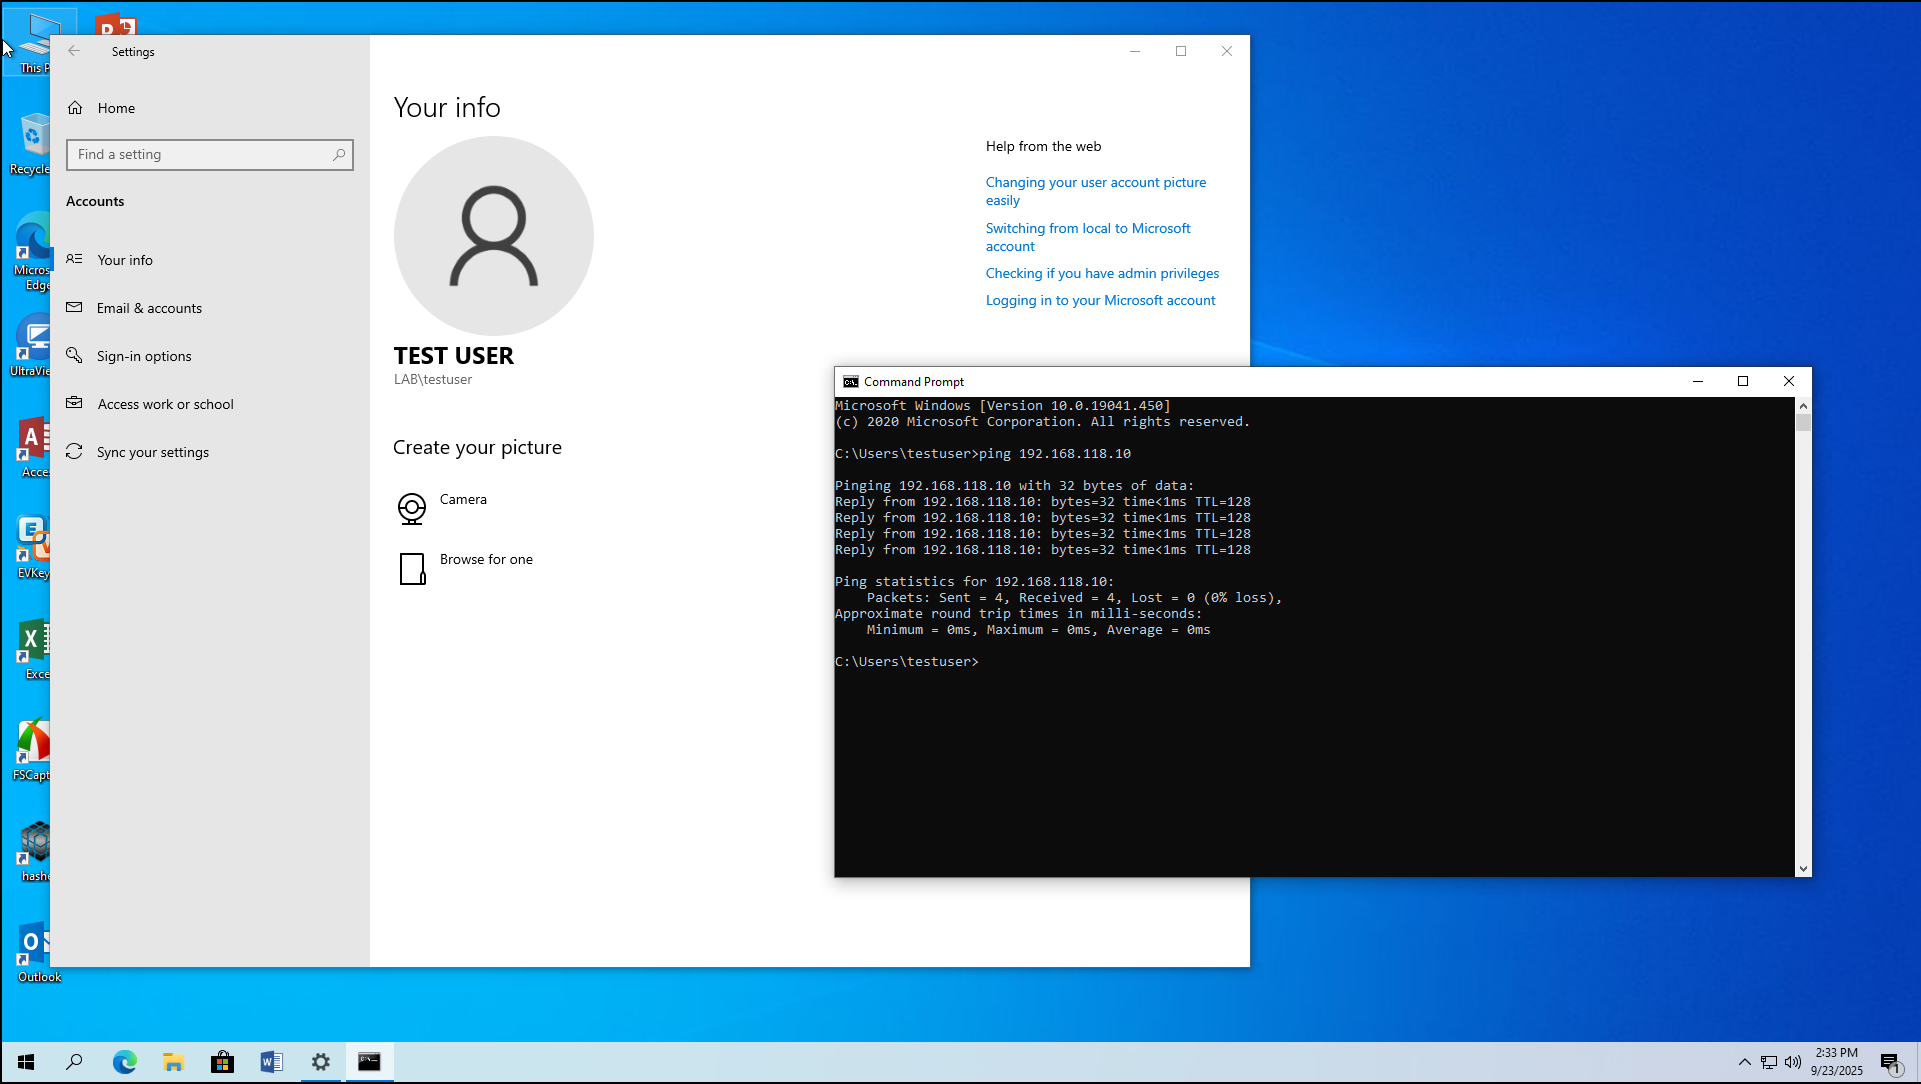 This P
Recycle
Micros
Edge
UltraVie
Acce
EVKey
Exce
FSCapt
hashe
Outlook
Settings
Home
Find a setting
Accounts
Your info
Email & accounts
Sign-in options
Access work or school
Sync your settings
Your info
TEST USER
LAB\testuser
Create your picture
Camera
Browse for one
Help from the web
Changing your user account picture
easily
Switching from local to Microsoft
account
Checking if you have admin privileges
Logging in to your Microsoft account
Command Prompt
Microsoft Windows [Version 10.0.19041.450]
(c) 2020 Microsoft Corporation. All rights reserved.
C:\Users\testuser>ping 192.168.118.10
Pinging 192.168.118.10 with 32 bytes of data:
Reply from 192.168.118.10: bytes=32 time<1ms TTL=128
Reply from 192.168.118.10: bytes=32 time<1ms TTL=128
Reply from 192.168.118.10: bytes=32 time<1ms TTL=128
Reply from 192.168.118.10: bytes=32 time<1ms TTL=128
Ping statistics for 192.168.118.10:
    Packets: Sent = 4, Received = 4, Lost = 0 (0% loss),
Approximate round trip times in milli-seconds:
    Minimum = 0ms, Maximum = 0ms, Average = 0ms
C:\Users\testuser>
2:33 PM
9/23/2025
1